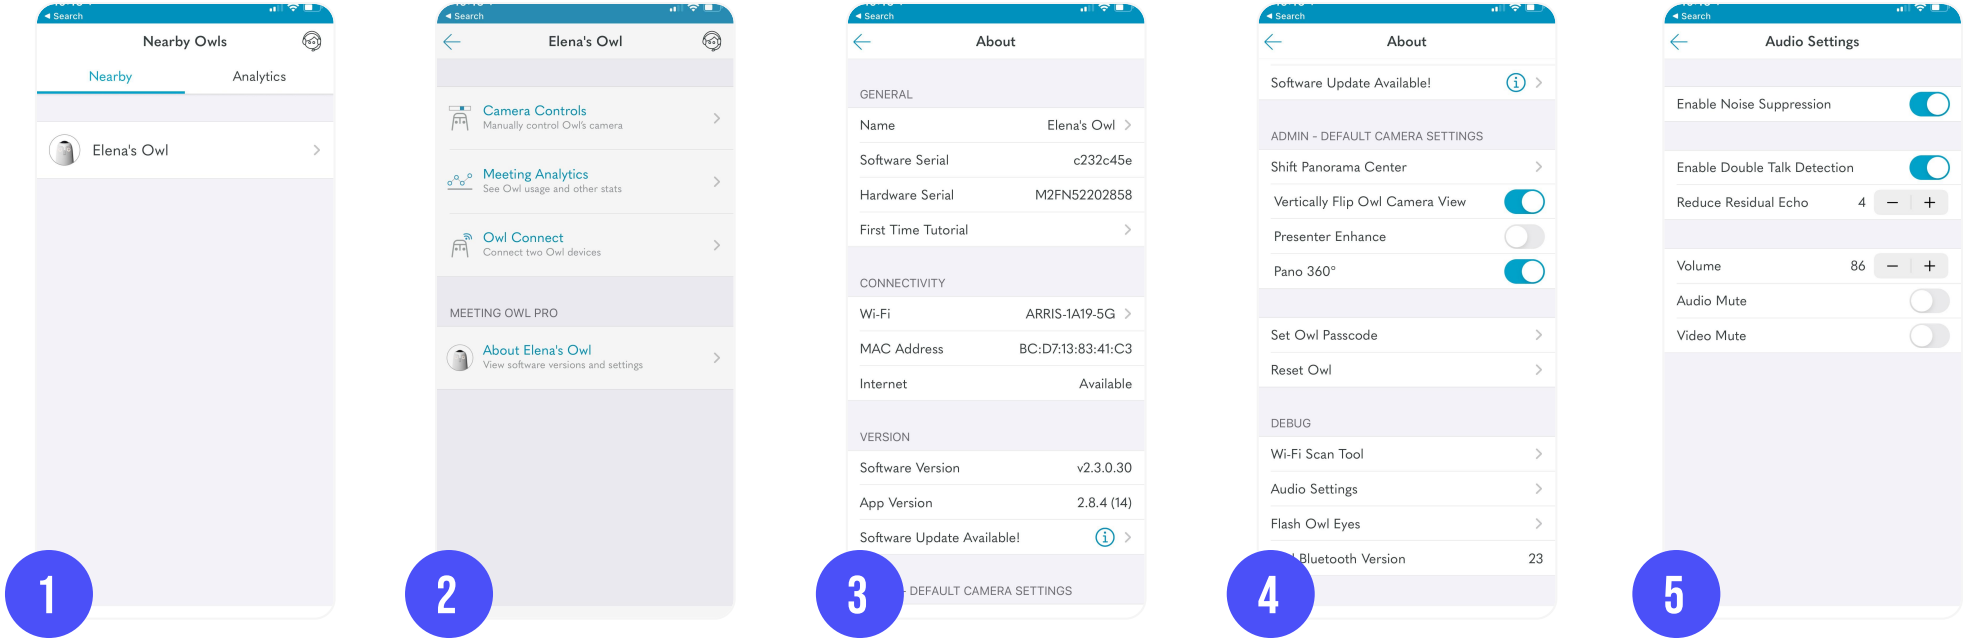 ◀ Search
Nearby Owls
Nearby Analytics
Elena's Owl
1
◀ Search
Elena's Owl
Camera Controls
Manually control Owl's camera
Meeting Analytics
See Owl usage and other stats
Owl Connect
Connect two Owl devices
MEETING OWL PRO
About Elena's Owl
View software versions and settings
2
◀ Search
About
GENERAL
Name Elena's Owl
Software Serial c232c45e
Hardware Serial M2FN52202858
First Time Tutorial
CONNECTIVITY
Wi-Fi ARRIS-1A19-5G
MAC Address BC:D7:13:83:41:C3
Internet Available
VERSION
Software Version v2.3.0.30
App Version 2.8.4 (14)
Software Update Available!
- DEFAULT CAMERA SETTINGS
3
◀ Search
About
Software Update Available!
ADMIN - DEFAULT CAMERA SETTINGS
Shift Panorama Center
Vertically Flip Owl Camera View
Presenter Enhance
Pano 360°
Set Owl Passcode
Reset Owl
DEBUG
Wi-Fi Scan Tool
Audio Settings
Flash Owl Eyes
Bluetooth Version 23
4
◀ Search
Audio Settings
Enable Noise Suppression
Enable Double Talk Detection
Reduce Residual Echo 4 − +
Volume 86 − +
Audio Mute
Video Mute
5